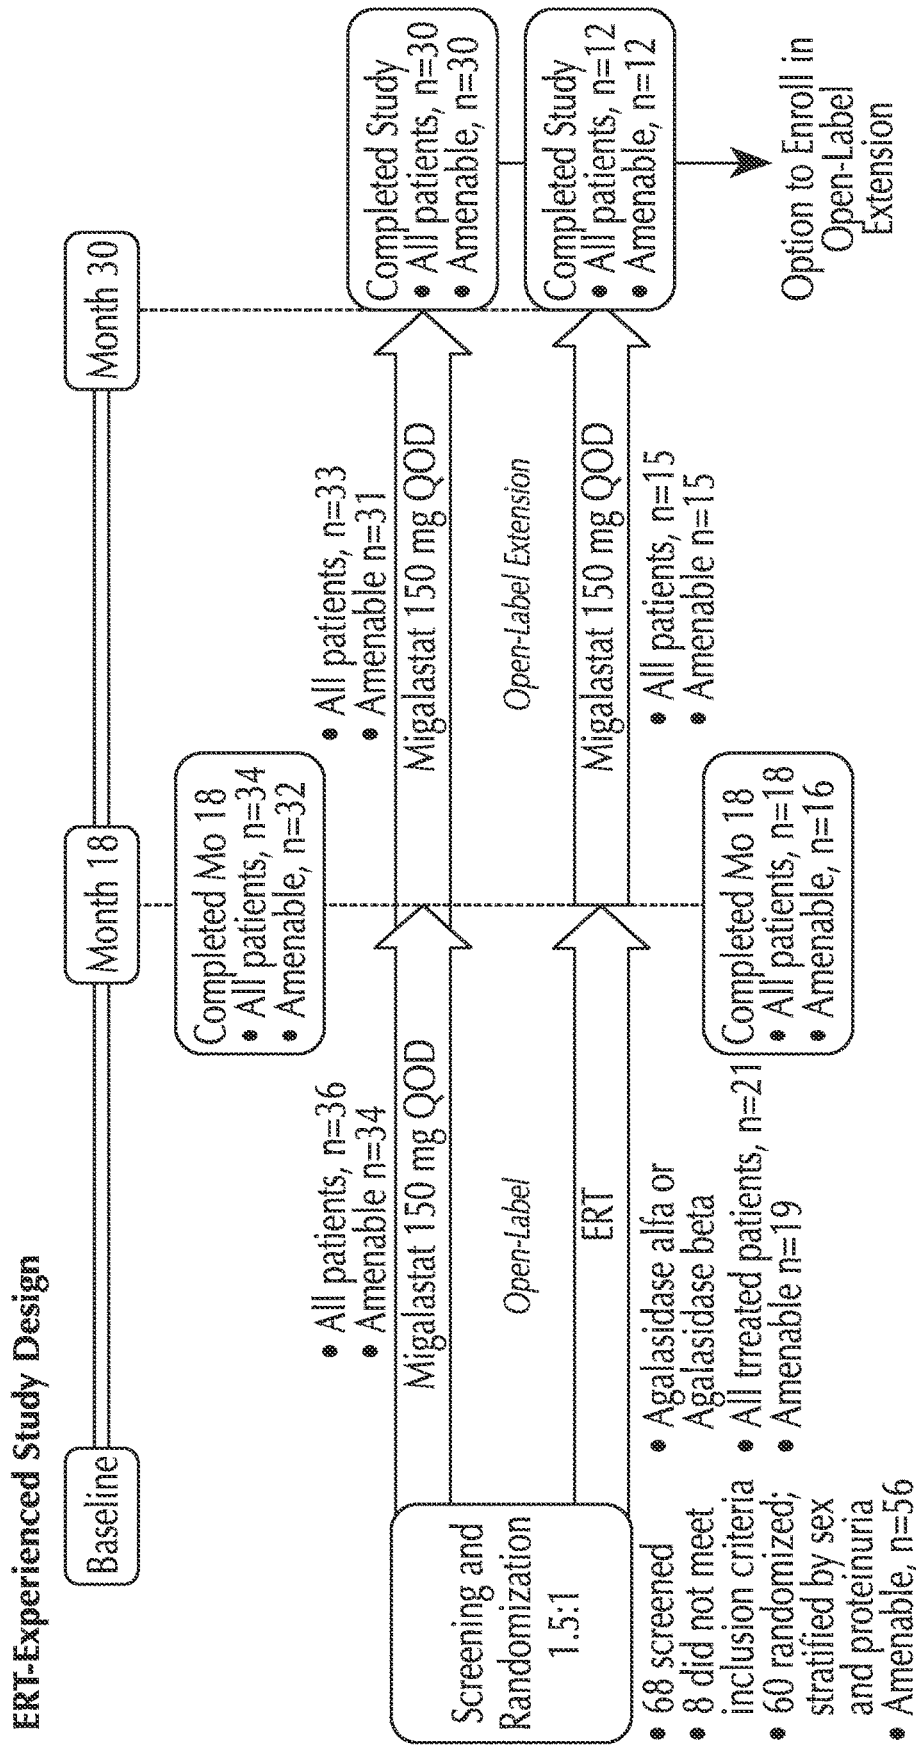 ERT-Experienced Study Design
Baseline
Month 18
Month 30
Completed Mo 18
• All patients, n=34
• Amenable, n=32
• All patients, n=36
• Amenable n=34
Migalastat 150 mg QOD
• All patients, n=33
• Amenable n=31
Migalastat 150 mg QOD
Completed Study
• All patients, n=30
• Amenable, n=30
Screening and
Randomization
1.5:1
Open-Label
Open-Label Extension
ERT
Migalastat 150 mg QOD
Completed Study
• All patients, n=12
• Amenable, n=12
• 68 screened
• 8 did not meet
inclusion criteria
• 60 randomized;
stratified by sex
and proteinuria
• Amenable, n=56
• Agalasidase alfa or
Agalasidase beta
• All trreated patients, n=21
• Amenable n=19
Completed Mo 18
• All patients, n=18
• Amenable, n=16
• All patients, n=15
• Amenable n=15
Option to Enroll in
Open-Label
Extension